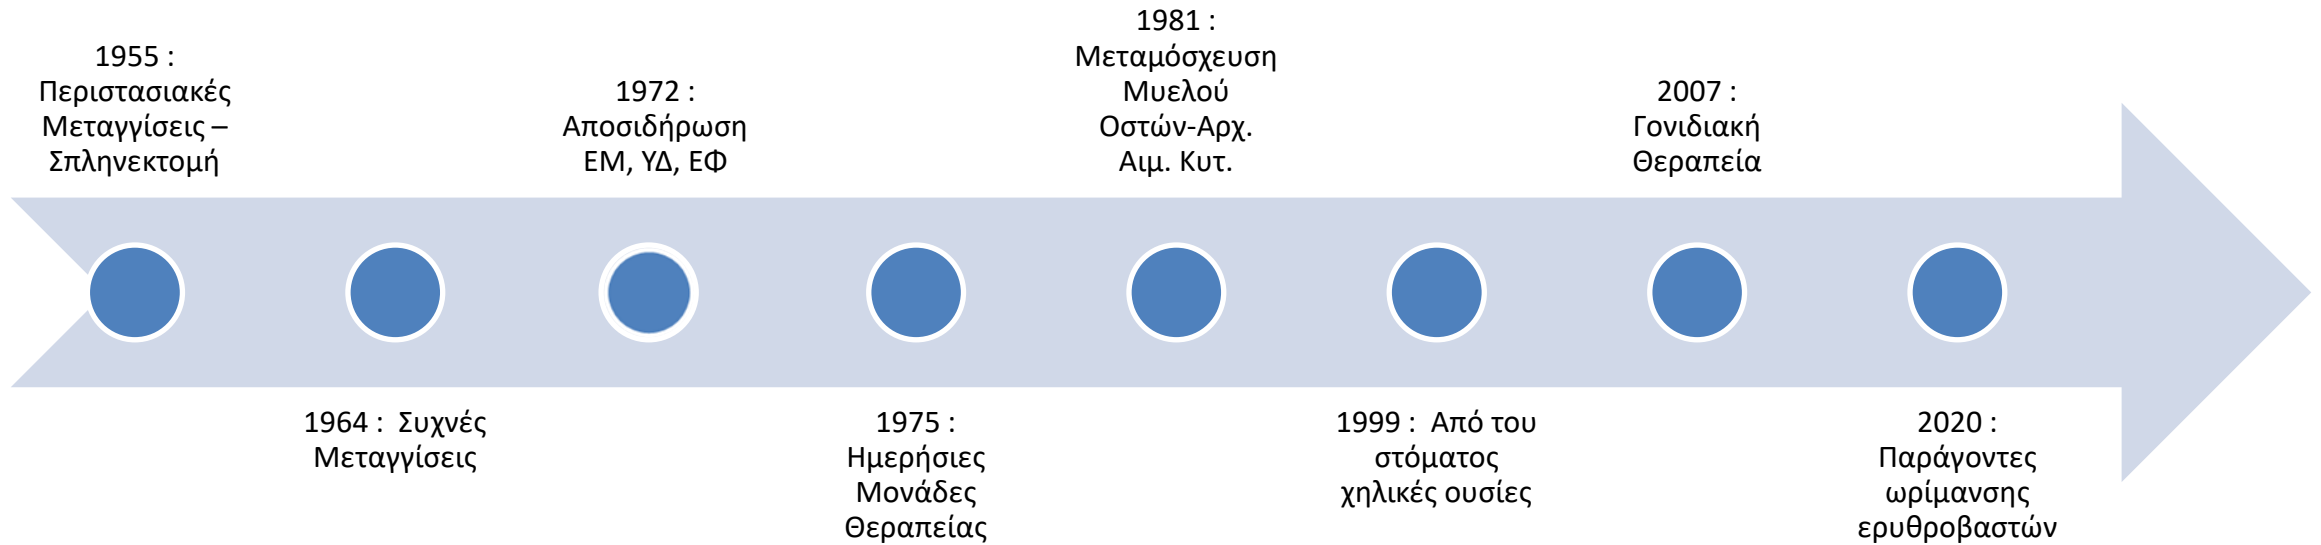 1955 :
Περιστασιακές
Μεταγγίσεις –
Σπληνεκτομή
1964 : Συχνές
Μεταγγίσεις
1972 :
Αποσιδήρωση
ΕΜ, ΥΔ, ΕΦ
1975 :
Ημερήσιες
Μονάδες
Θεραπείας
1981 :
Μεταμόσχευση
Μυελού
Οστών-Αρχ.
Αιμ. Κυτ.
1999 : Από του
στόματος
χηλικές ουσίες
2007 :
Γονιδιακή
Θεραπεία
2020 :
Παράγοντες
ωρίμανσης
ερυθροβαστών